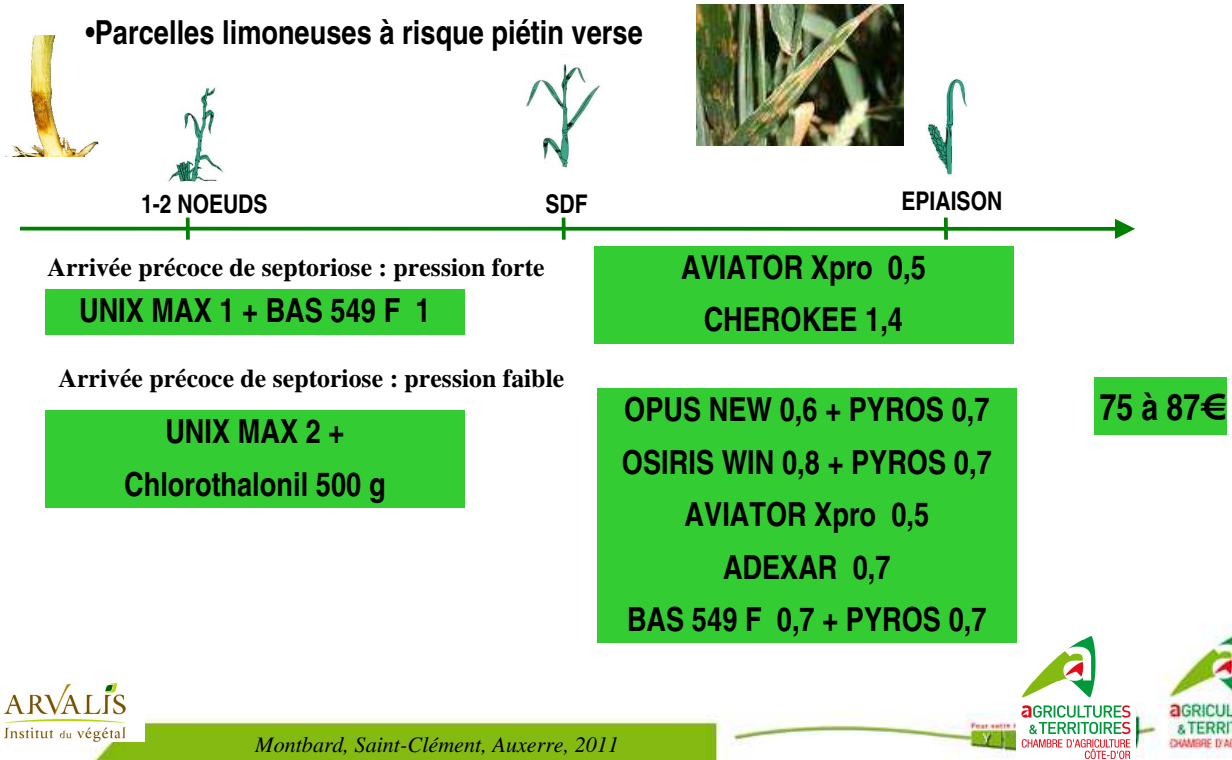 •Parcelles limoneuses à risque piétin verse
1-2 NOEUDS
SDF
EPIAISON
Arrivée précoce de septoriose : pression forte
UNIX MAX 1 + BAS 549 F 1
AVIATOR Xpro 0,5
CHEROKEE 1,4
Arrivée précoce de septoriose : pression faible
UNIX MAX 2 +
Chlorothalonil 500 g
OPUS NEW 0,6 + PYROS 0,7
OSIRIS WIN 0,8 + PYROS 0,7
AVIATOR Xpro 0,5
ADEXAR 0,7
BAS 549 F 0,7 + PYROS 0,7
75 à 87€
ARVALIS
Institut du végétal
Montbard, Saint-Clément, Auxerre, 2011
aGRICULTURES
& TERRITOIRES
CHAMBRE D'AGRICULTURE
CÔTE-D'OR
aGRICUL
& TERRI
CHAMBRE D'A